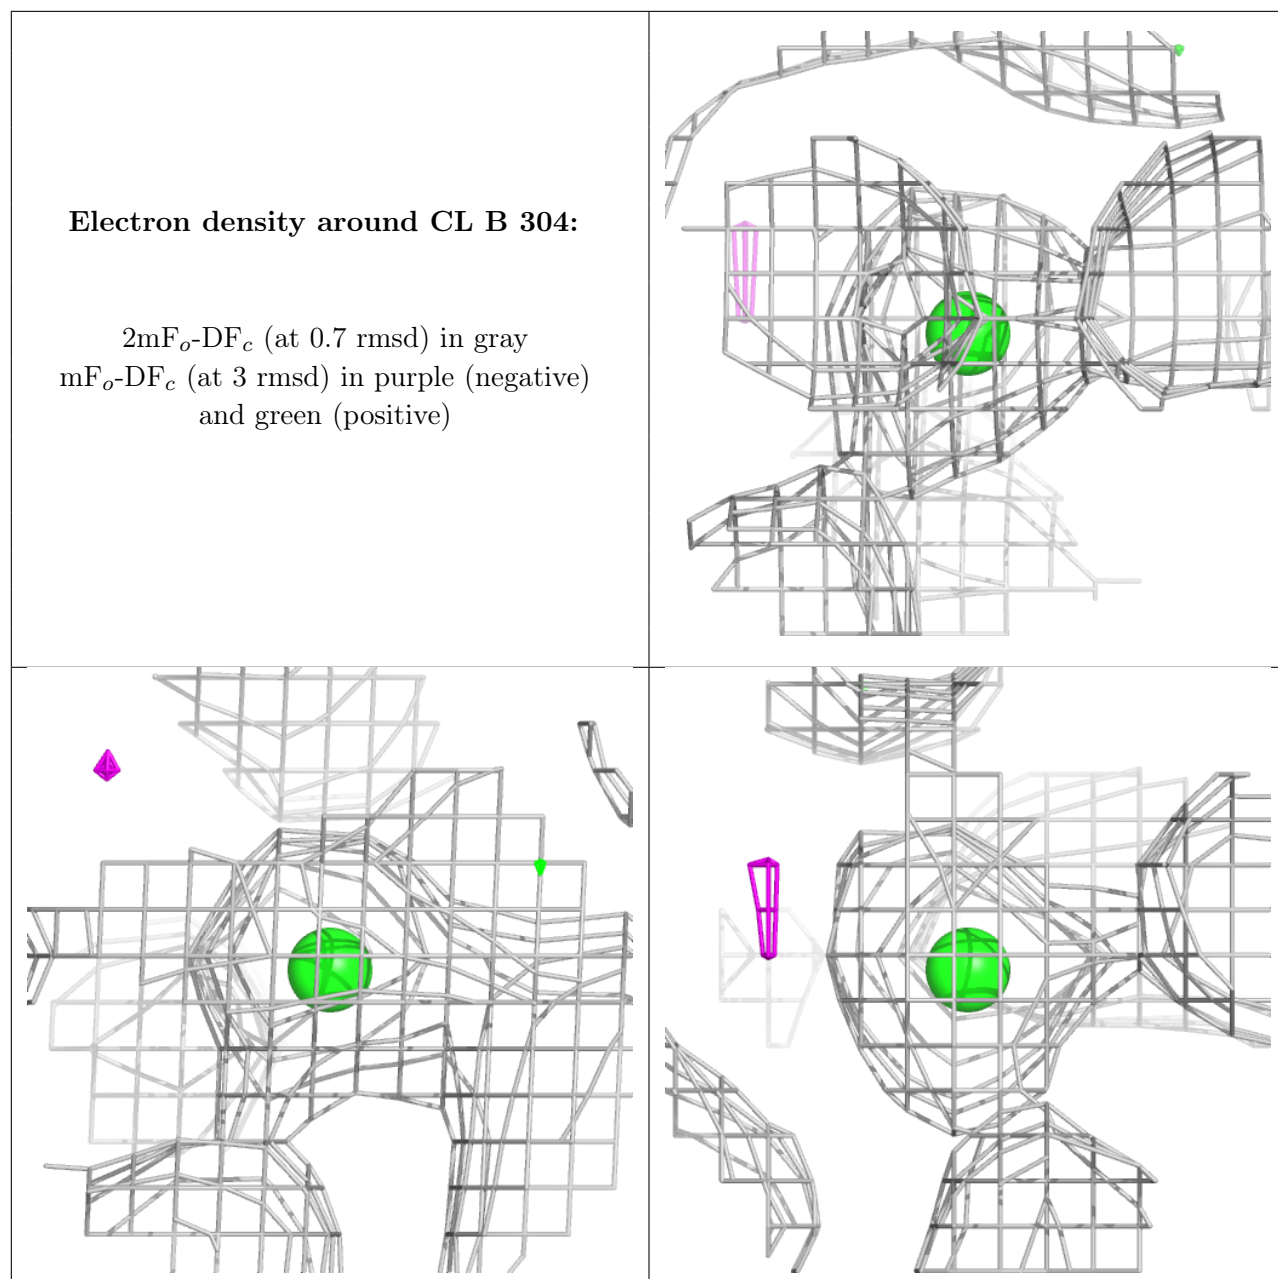 Electron density around CL B 304:
2mFₒ-DF𝒸 (at 0.7 rmsd) in gray
mFₒ-DF𝒸 (at 3 rmsd) in purple (negative)
and green (positive)